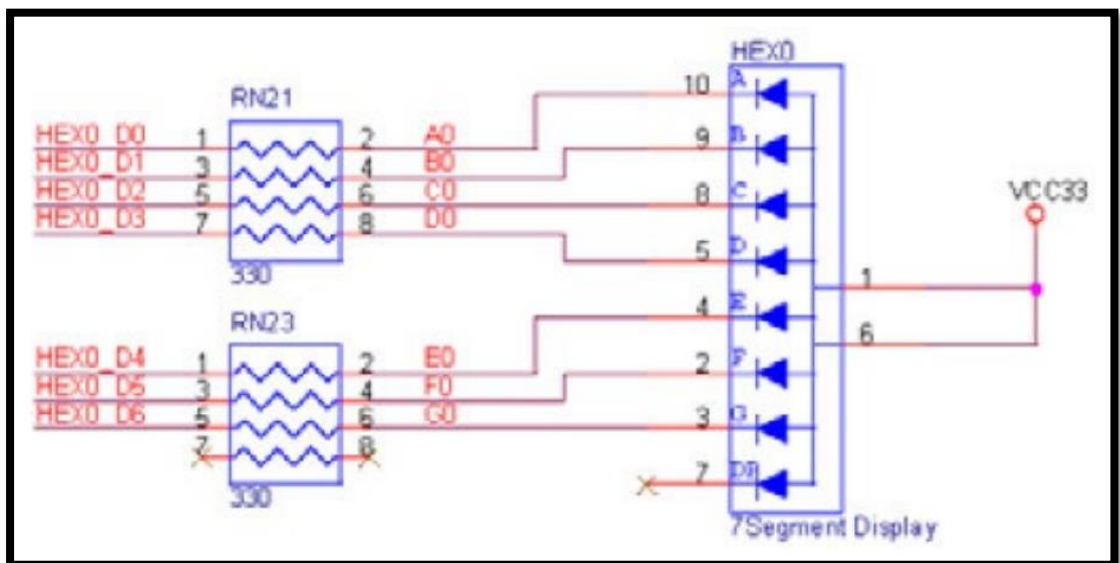 HEX0
RN21
HEX0_D0 1 2 A0 10 A
HEX0_D1 3 4 B0 9 B
HEX0_D2 5 6 C0 8 C
HEX0_D3 7 8 D0 5 D
330
VCC33
1
6
RN23
4 E
HEX0_D4 1 2 E0 2 F
HEX0_D5 3 4 F0
HEX0_D6 5 6 G0 3 G
7 8
7 DP
330
7Segment Display